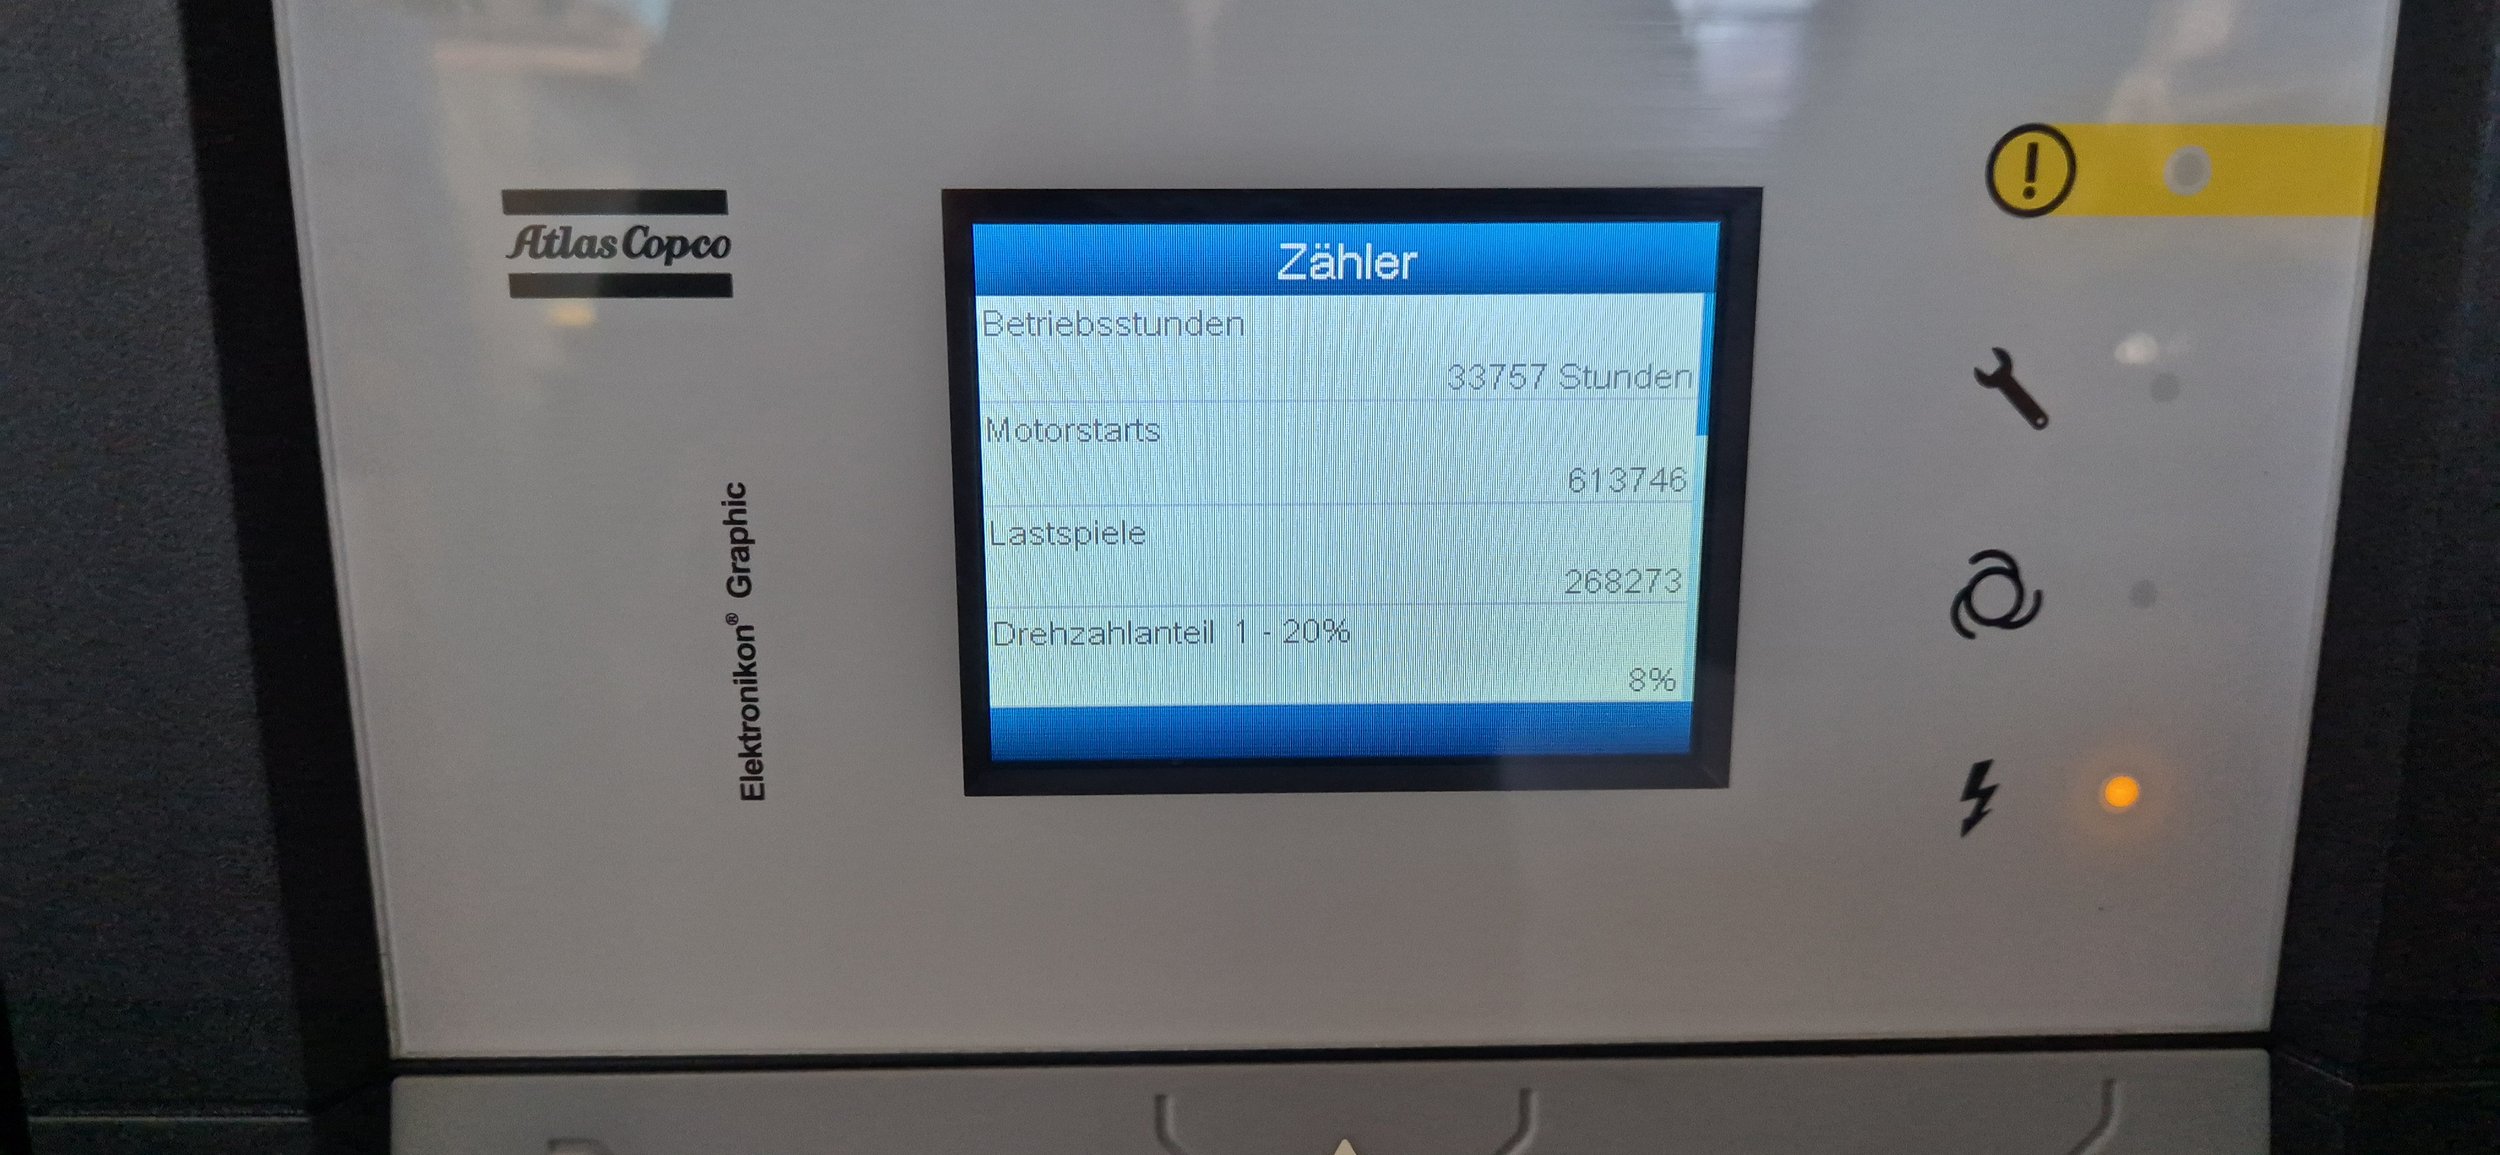 Atlas Copco
Elektronikon® Graphic
Zähler
Betriebsstunden
33757 Stunden
Motorstarts
613746
Lastspiele
268273
Drehzahlanteil 1 - 20%
8%